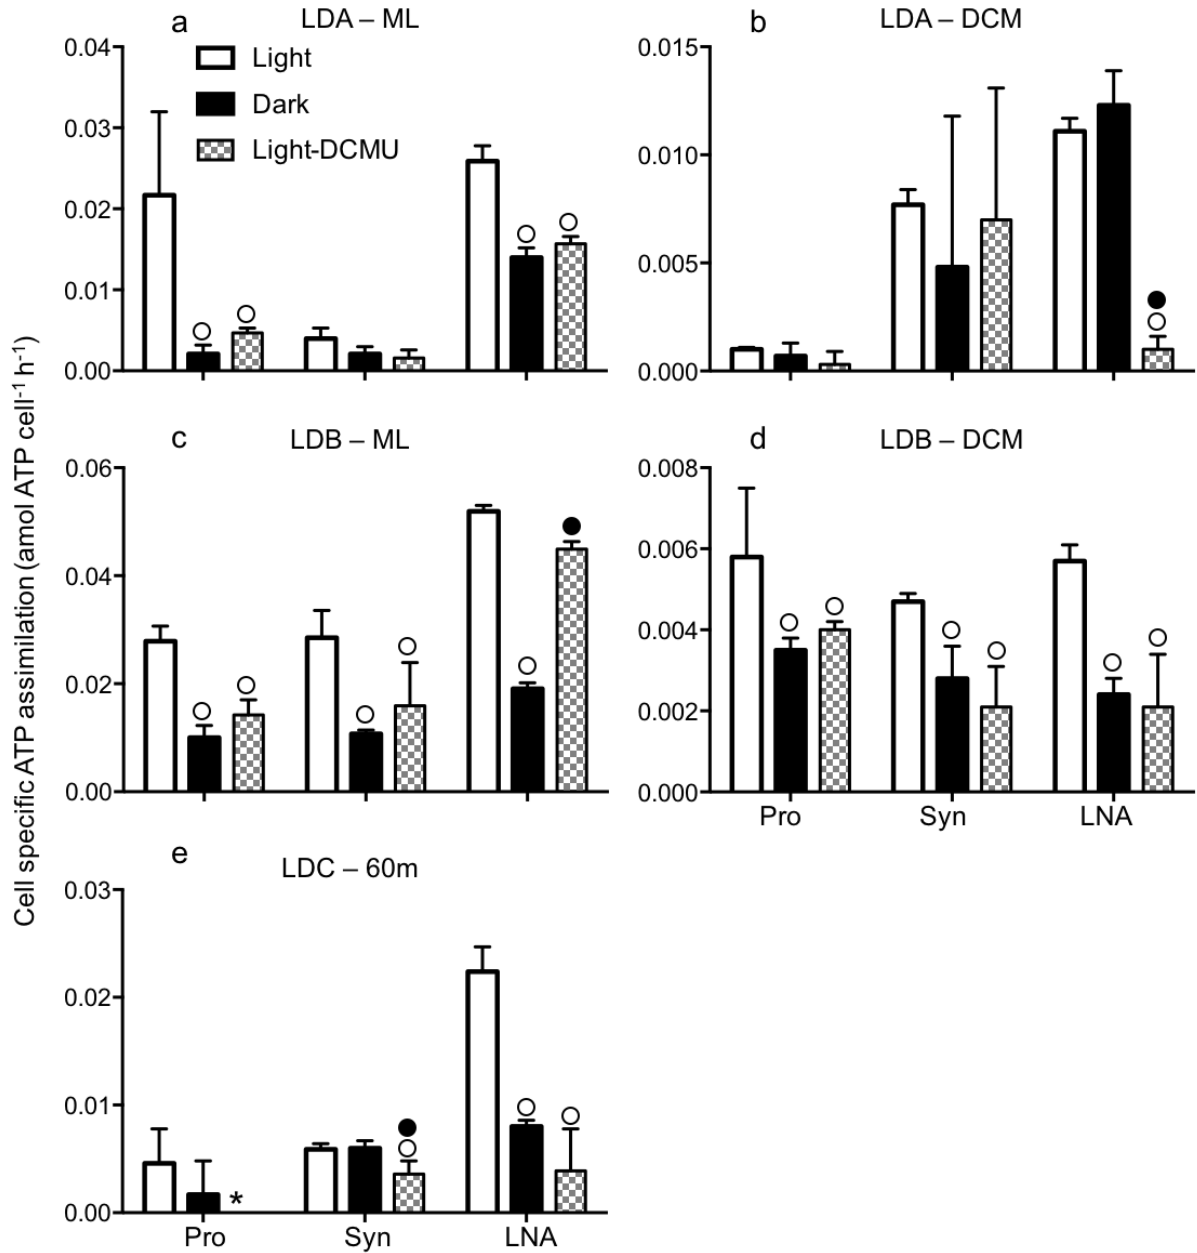 a
LDA – ML
0.04
0.03
0.02
0.01
0.00
Light
Dark
Light-DCMU
b
LDA – DCM
0.015
0.010
0.005
0.000
Cell specific ATP assimilation (amol ATP cell⁻¹ h⁻¹)
c
LDB – ML
0.06
0.04
0.02
0.00
d
LDB – DCM
0.008
0.006
0.004
0.002
0.000
Pro Syn LNA
e
LDC – 60m
0.03
0.02
0.01
0.00
*
Pro Syn LNA